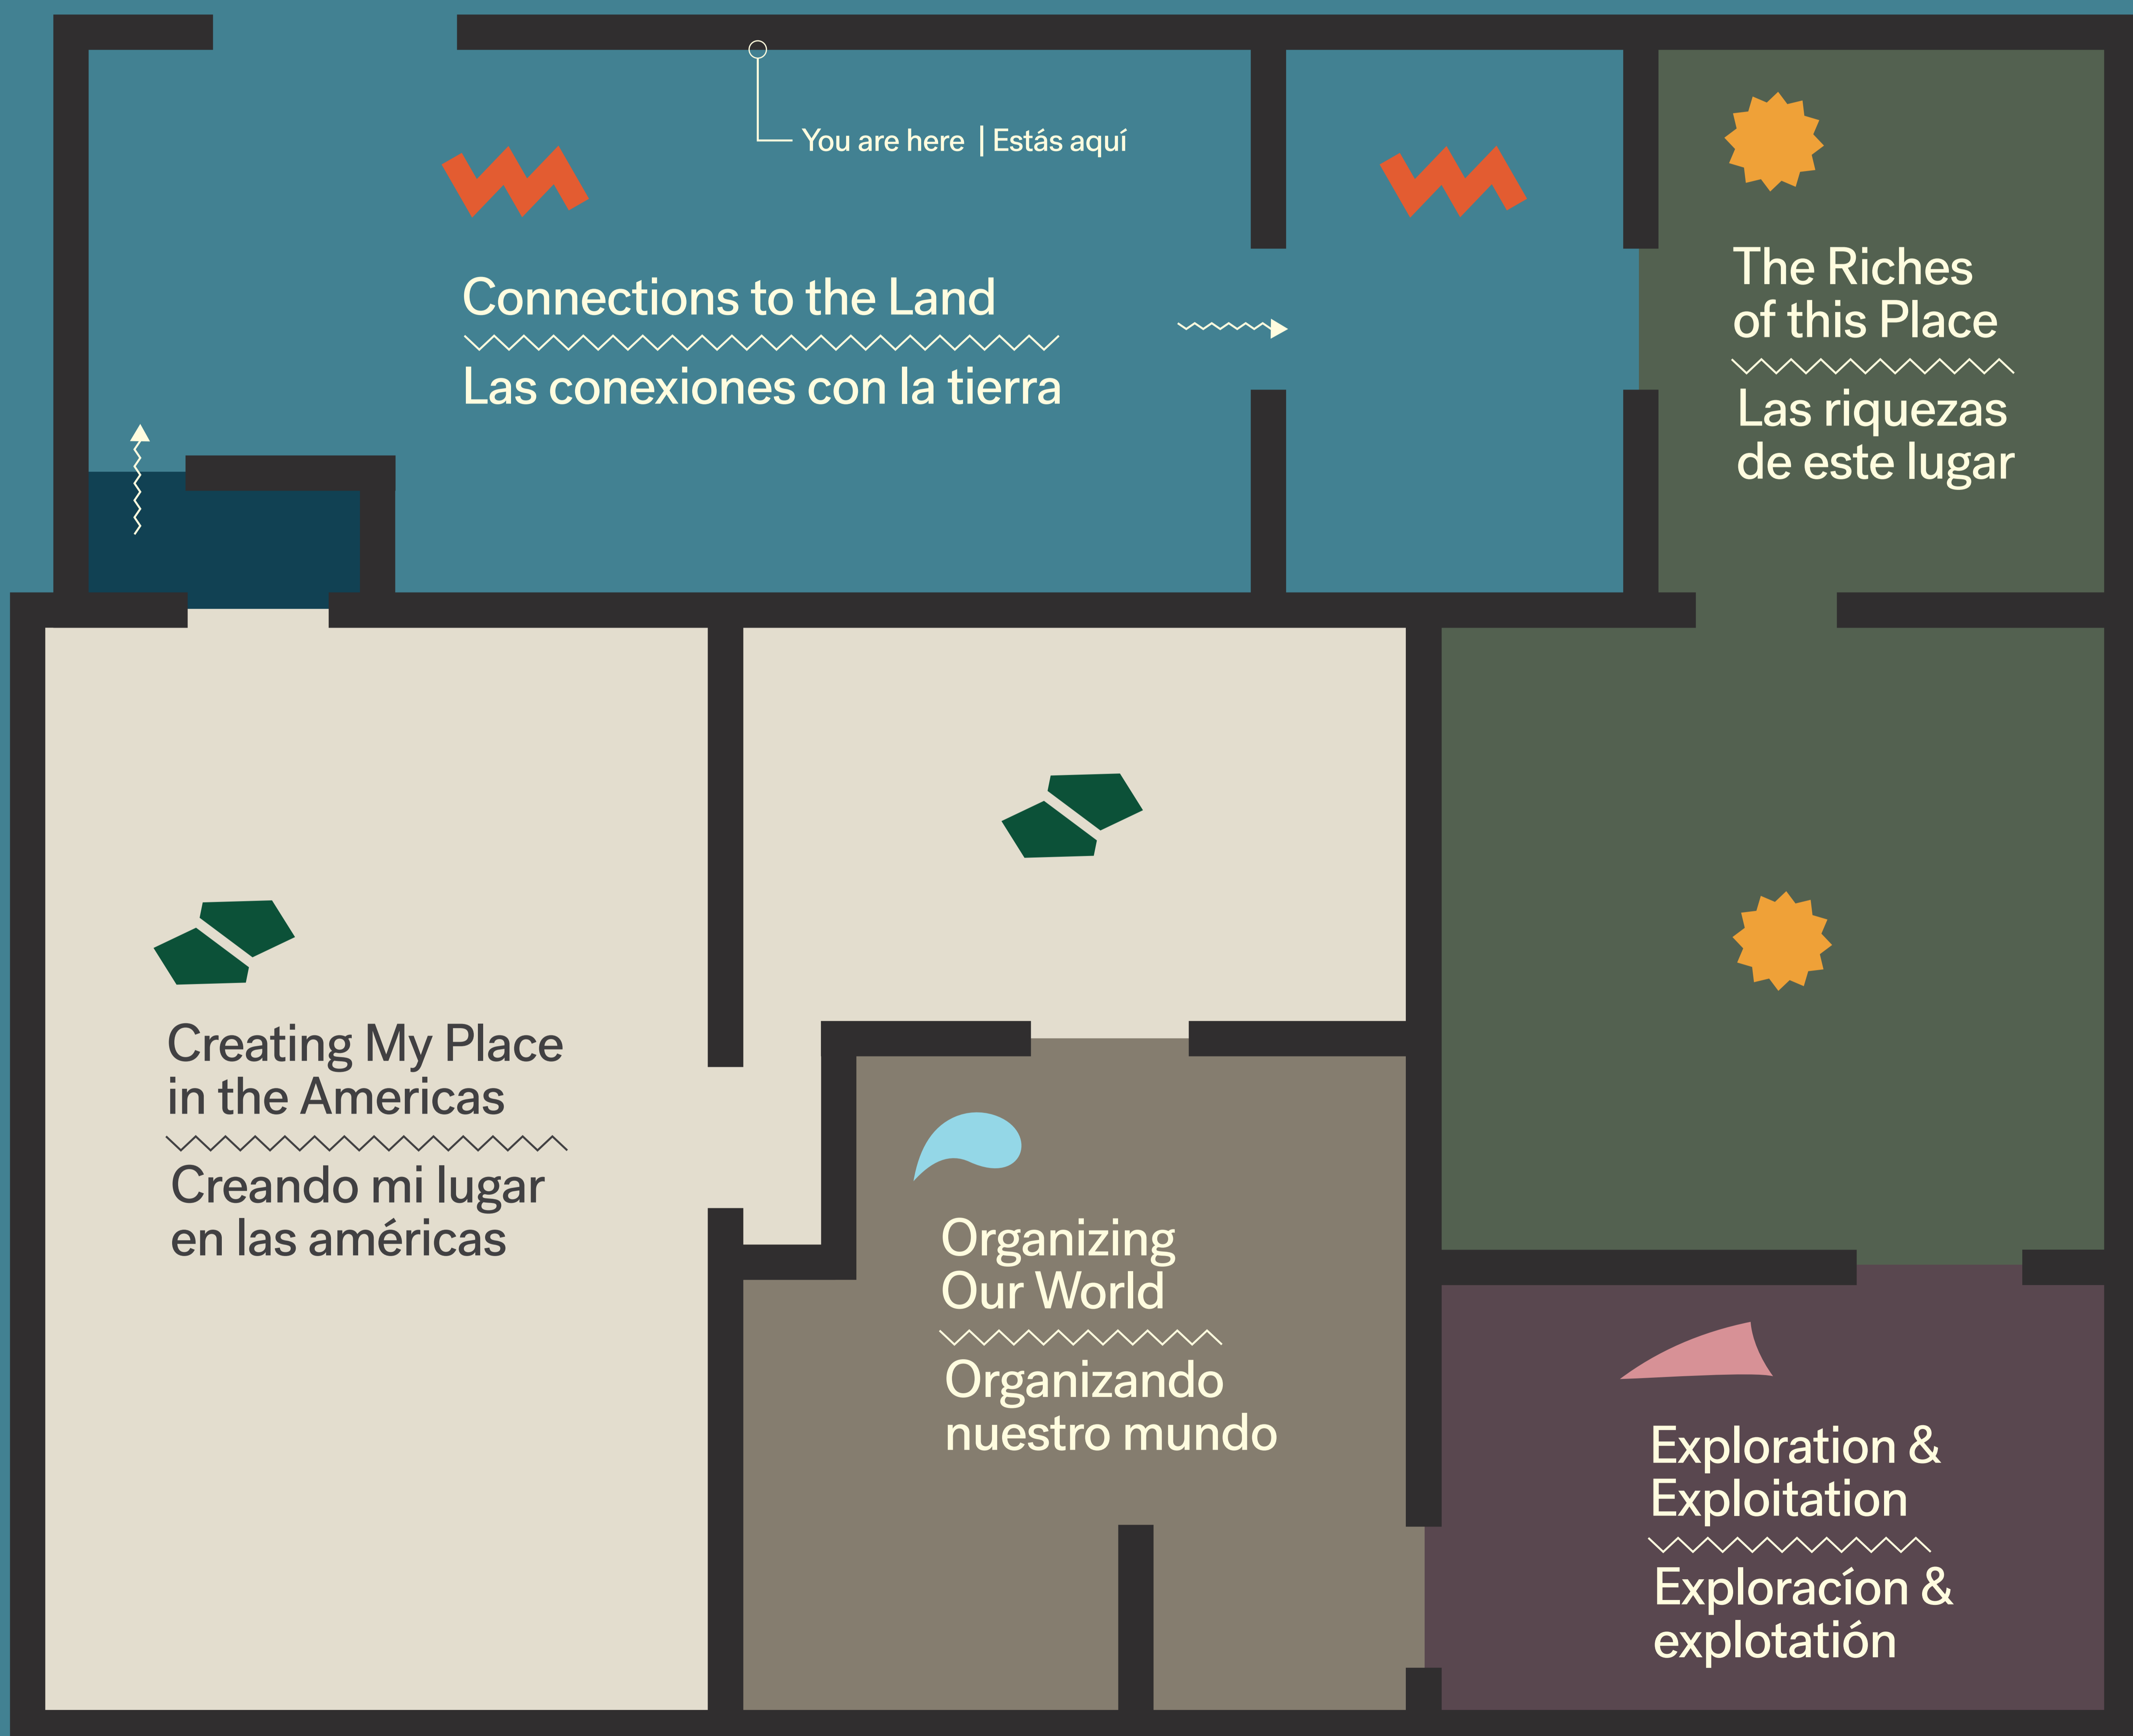 You are here | Estás aquí
Connections to the Land
Las conexiones con la tierra
The Riches
of this Place
Las riquezas
de este lugar
Creating My Place
in the Americas
Creando mi lugar
en las américas
Organizing
Our World
Organizando
nuestro mundo
Exploration &
Exploitation
Exploracíon &
explotatión